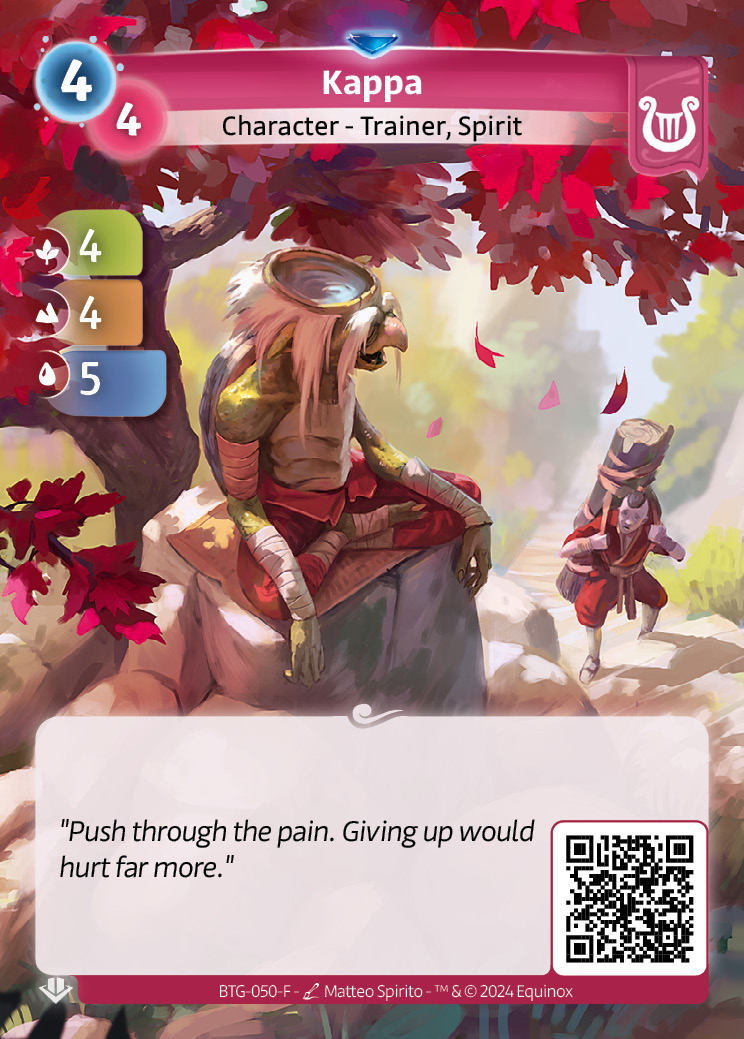 4
Kappa
4
Character - Trainer, Spirit
4
4
5
"Push through the pain. Giving up would
hurt far more."
BTG-050-F - Matteo Spirito - ™ & © 2024 Equinox